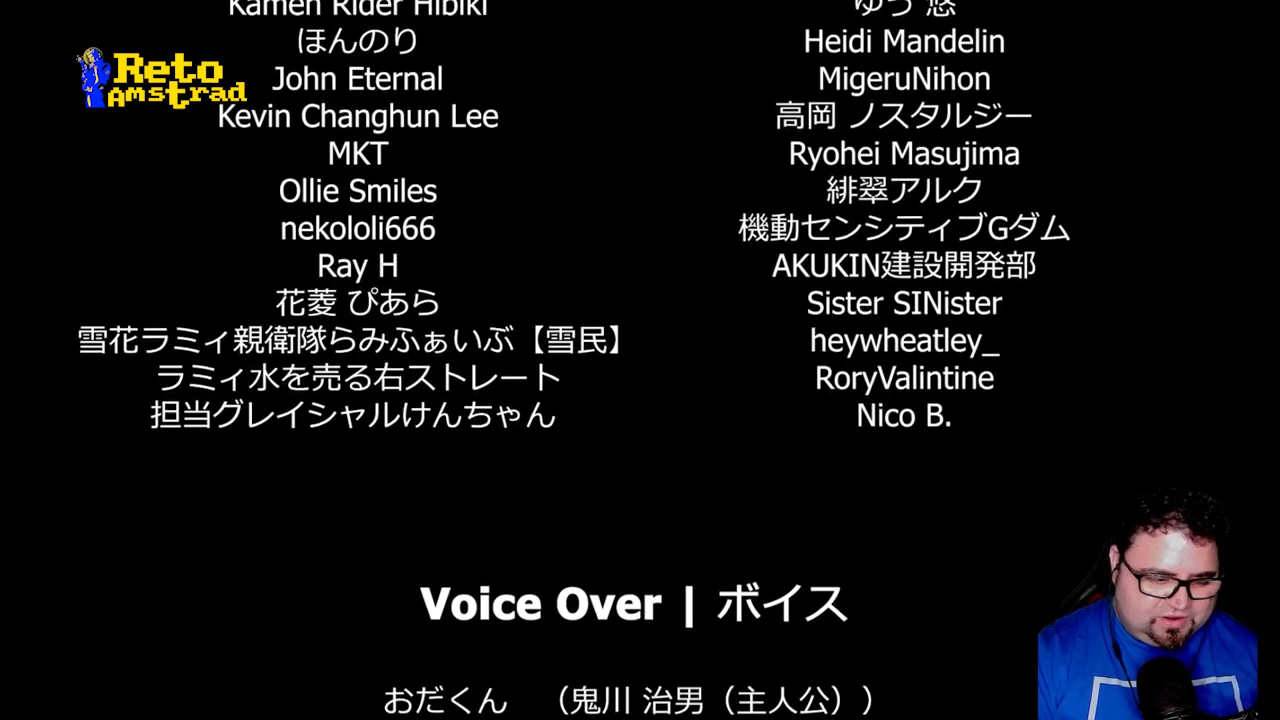 Reto
Amstrad
Kamen Rider Hibiki
ほんのり
John Eternal
Kevin Changhun Lee
MKT
Ollie Smiles
nekololi666
Ray H
花菱 ぴあら
雪花ラミィ親衛隊らみふぁいぶ【雪民】
ラミィ水を売る右ストレート
担当グレイシャルけんちゃん
ゆう 悠
Heidi Mandelin
MigeruNihon
高岡 ノスタルジー
Ryohei Masujima
緋翠アルク
機動センシティブGダム
AKUKIN建設開発部
Sister SINister
heywheatley_
RoryValintine
Nico B.
Voice Over | ボイス
おだくん （鬼川 治男（主人公））